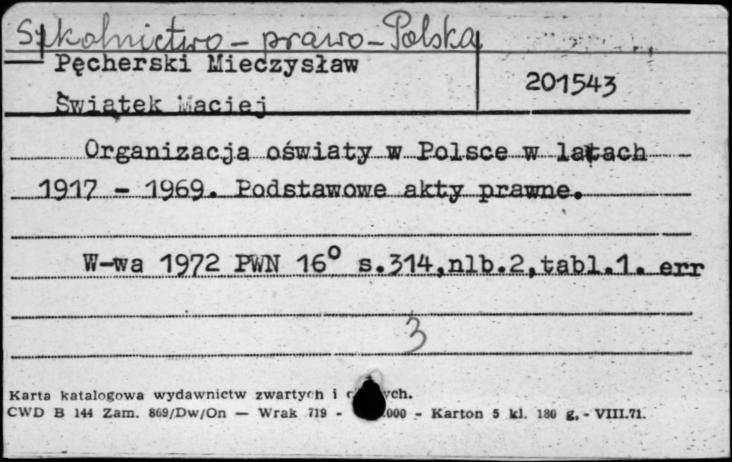 Szkolnictwo – prawo – Polska
Pęcherski Mieczysław
201543
Świątek Maciej
Organizacja oświaty w Polsce w latach
1917 – 1969. Podstawowe akty prawne.
W-wa 1972 PWN 16° s.314,nlb.2,tabl.1. err
3
Karta katalogowa wydawnictw zwartych i
CWD B 144 Zam. 869/Dw/On — Wrak 719 - 000 - Karton 5 kl. 180 g, - VIII.71.